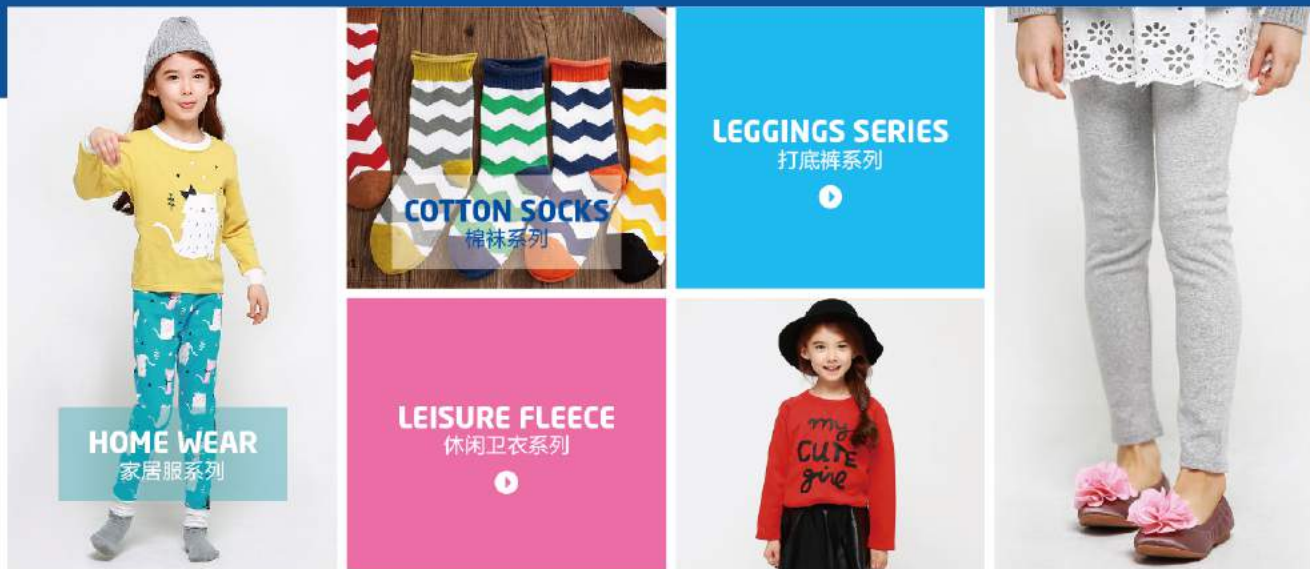 HOME WEAR
家居服系列
COTTON SOCKS
棉袜系列
LEGGINGS SERIES
打底裤系列
LEISURE FLEECE
休闲卫衣系列
my
CUTE
girl